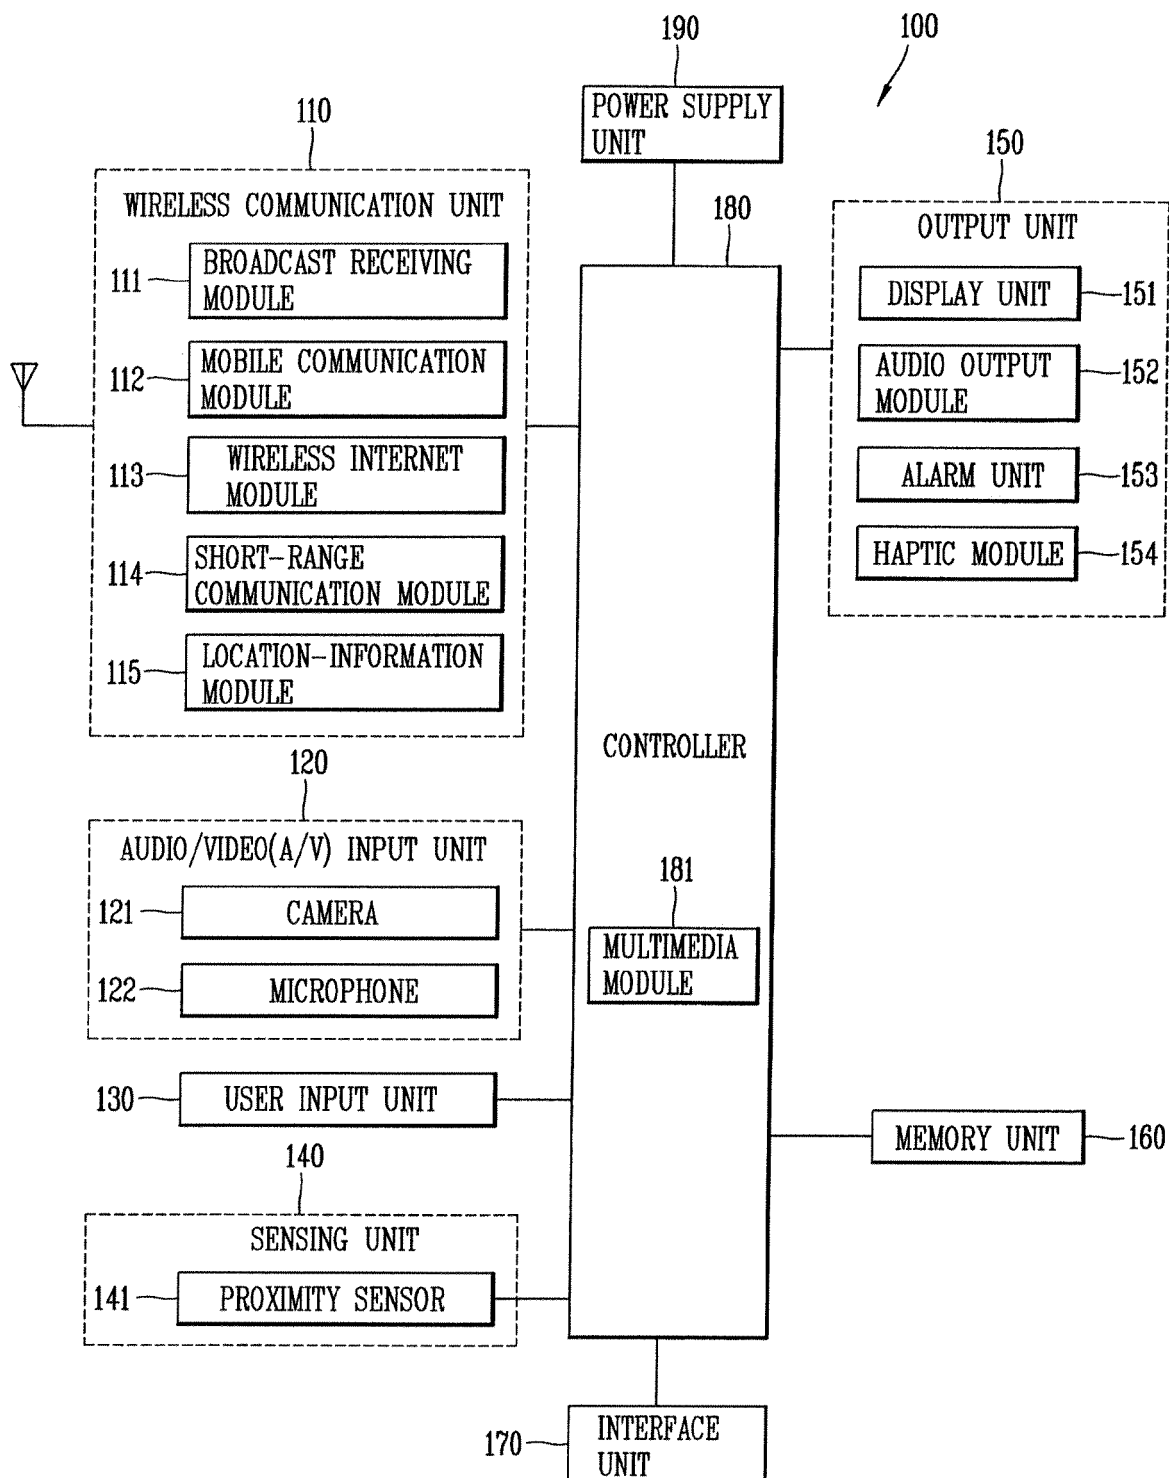 100
190
POWER SUPPLY
UNIT
110
WIRELESS COMMUNICATION UNIT
111
BROADCAST RECEIVING
MODULE
112
MOBILE COMMUNICATION
MODULE
113
WIRELESS INTERNET
MODULE
114
SHORT-RANGE
COMMUNICATION MODULE
115
LOCATION-INFORMATION
MODULE
120
AUDIO/VIDEO(A/V) INPUT UNIT
121
CAMERA
122
MICROPHONE
130
USER INPUT UNIT
140
SENSING UNIT
141
PROXIMITY SENSOR
180
CONTROLLER
181
MULTIMEDIA
MODULE
150
OUTPUT UNIT
DISPLAY UNIT
151
AUDIO OUTPUT
MODULE
152
ALARM UNIT
153
HAPTIC MODULE
154
MEMORY UNIT
160
170
INTERFACE
UNIT